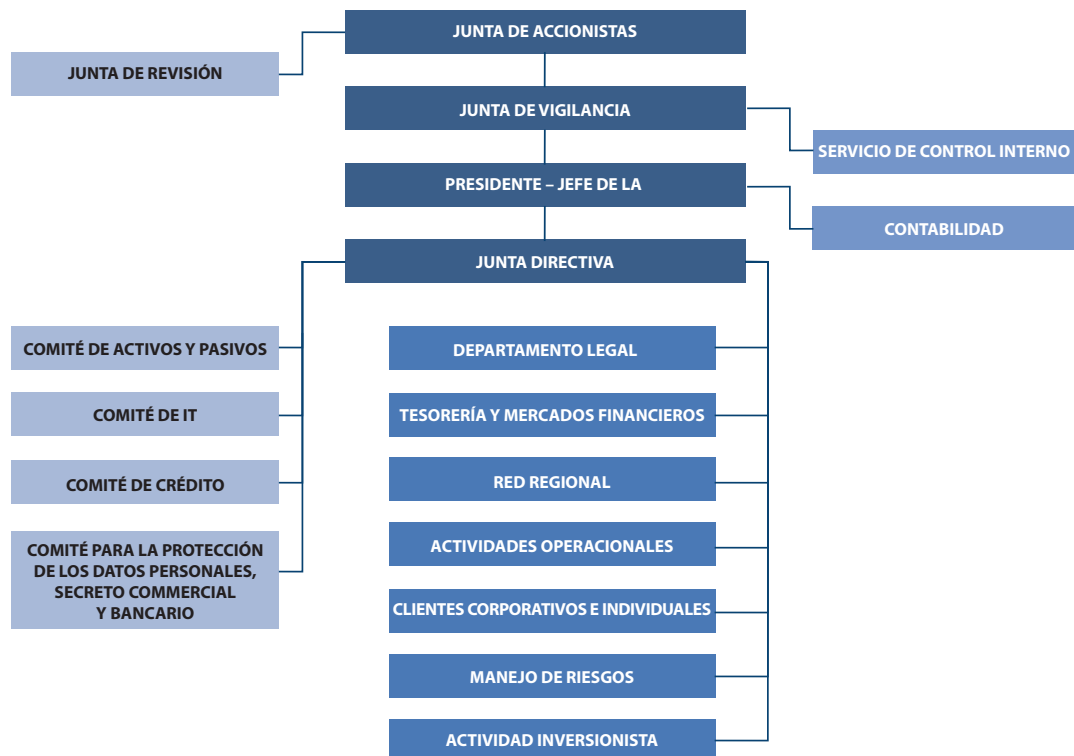 JUNTA DE ACCIONISTAS
JUNTA DE REVISIÓN
JUNTA DE VIGILANCIA
SERVICIO DE CONTROL INTERNO
PRESIDENTE – JEFE DE LA
CONTABILIDAD
JUNTA DIRECTIVA
COMITÉ DE ACTIVOS Y PASIVOS
COMITÉ DE IT
COMITÉ DE CRÉDITO
COMITÉ PARA LA PROTECCIÓN
DE LOS DATOS PERSONALES,
SECRETO COMMERCIAL
Y BANCARIO
DEPARTAMENTO LEGAL
TESORERÍA Y MERCADOS FINANCIEROS
RED REGIONAL
ACTIVIDADES OPERACIONALES
CLIENTES CORPORATIVOS E INDIVIDUALES
MANEJO DE RIESGOS
ACTIVIDAD INVERSIONISTA